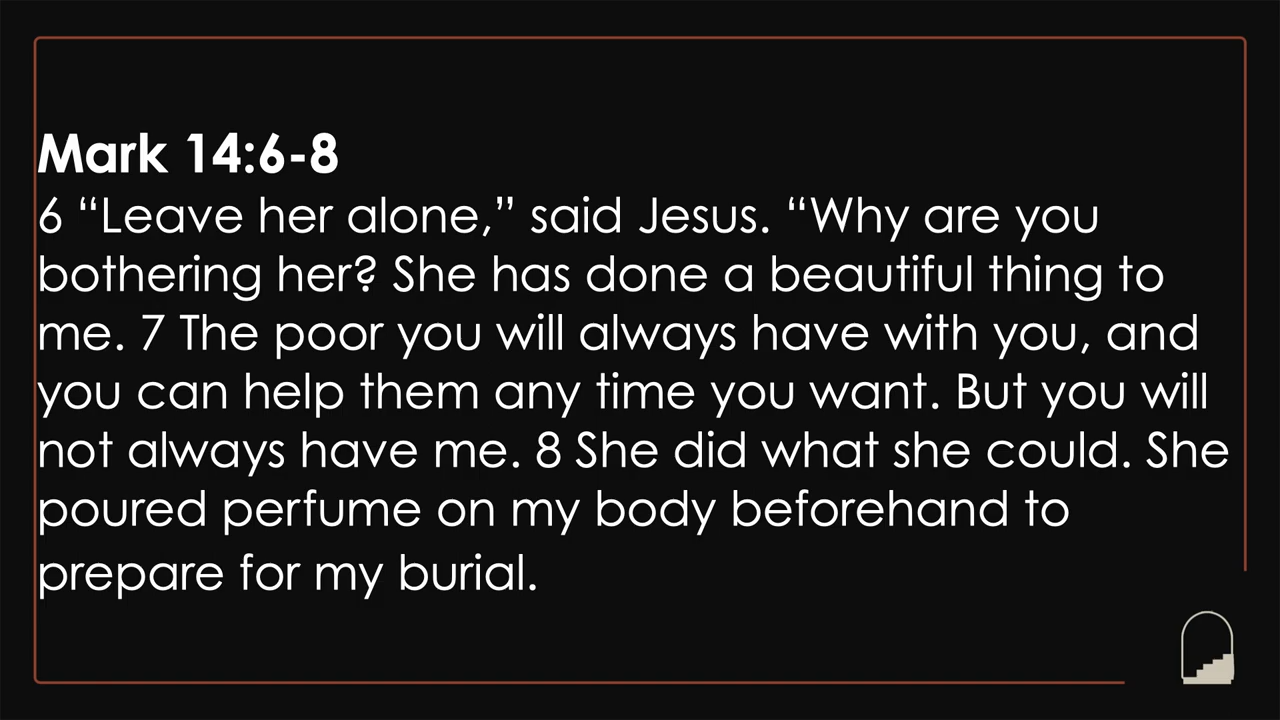 Mark 14:6-8
6 “Leave her alone,” said Jesus. “Why are you
bothering her? She has done a beautiful thing to
me. 7 The poor you will always have with you, and
you can help them any time you want. But you will
not always have me. 8 She did what she could. She
poured perfume on my body beforehand to
prepare for my burial.